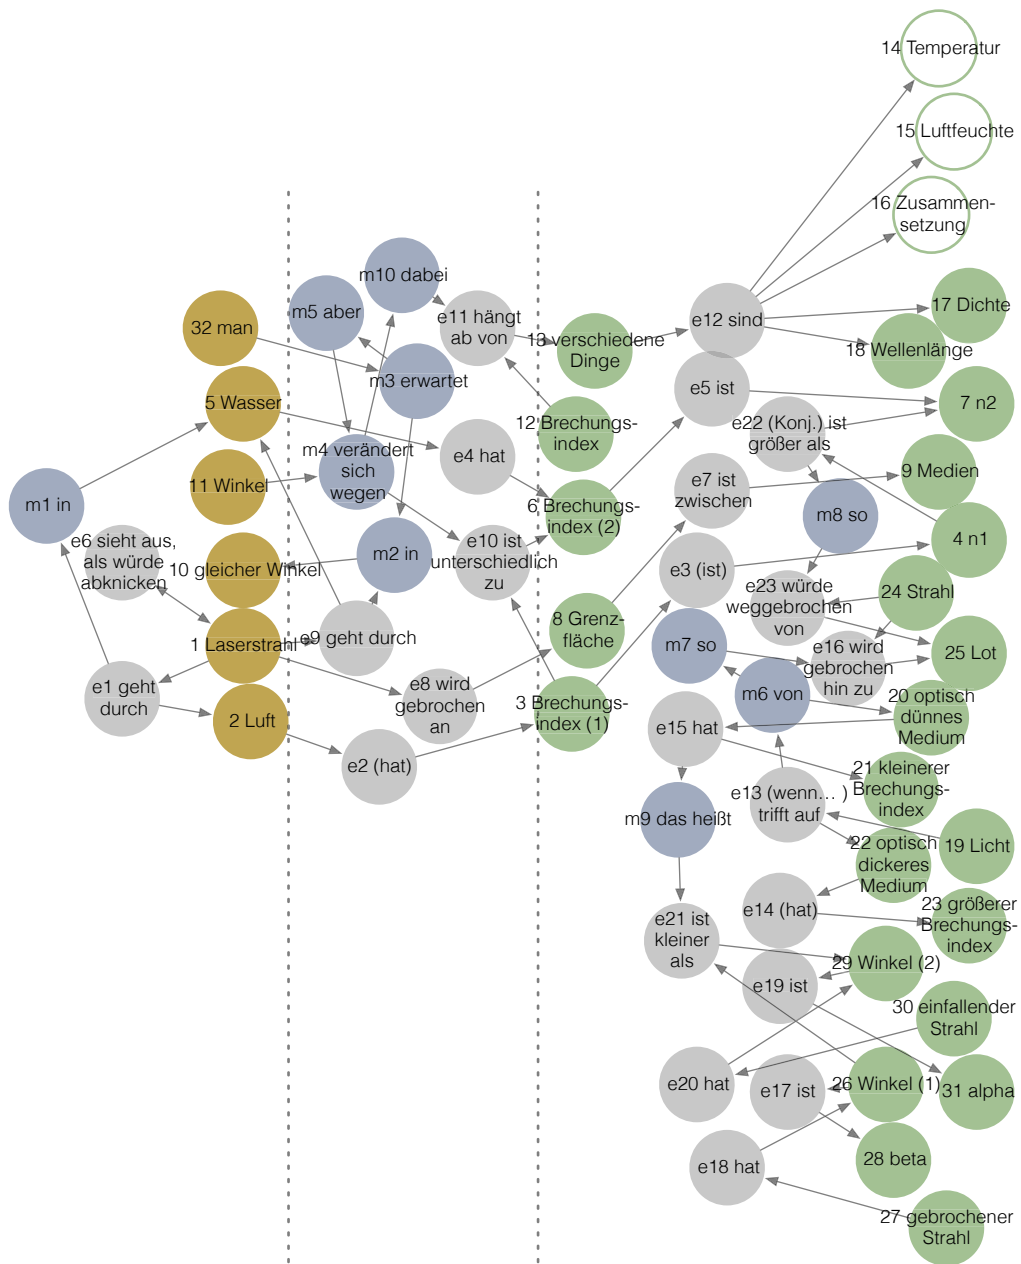 14 Temperatur
15 Luftfeuchte
16 Zusammen-
setzung
m10 dabei
m5 aber
e11 hängt
ab von
e12 sind
17 Dichte
32 man
13 verschiedene
Dinge
18 Wellenlänge
m3 erwartet
e5 ist
5 Wasser
7 n2
12 Brechungs-
index
e22 (Konj.) ist
größer als
m4 verändert
sich
wegen
e4 hat
9 Medien
11 Winkel
e7 ist
zwischen
m1 in
6 Brechungs-
index (2)
m8 so
4 n1
e6 sieht aus,
als würde
abknicken
m2 in
e10 ist
unterschiedlich
zu
10 gleicher Winkel
e3 (ist)
e23 würde
weggebrochen
von
24 Strahl
8 Grenz-
fläche
1 Laserstrahl
e9 geht durch
m7 so
e16 wird
gebrochen
hin zu
25 Lot
e1 geht
durch
m6 von
e8 wird
gebrochen
an
3 Brechungs-
index (1)
20 optisch
dünnes
Medium
2 Luft
e15 hat
e2 (hat)
21 kleinerer
Brechungs-
index
e13 (wenn... )
trifft auf
m9 das heißt
19 Licht
22 optisch
dickeres
Medium
e14 (hat)
23 größerer
Brechungs-
index
e21 ist
kleiner
als
29 Winkel (2)
e19 ist
30 einfallender
Strahl
e20 hat
e17 ist
26 Winkel (1)
31 alpha
28 beta
e18 hat
27 gebrochener
Strahl